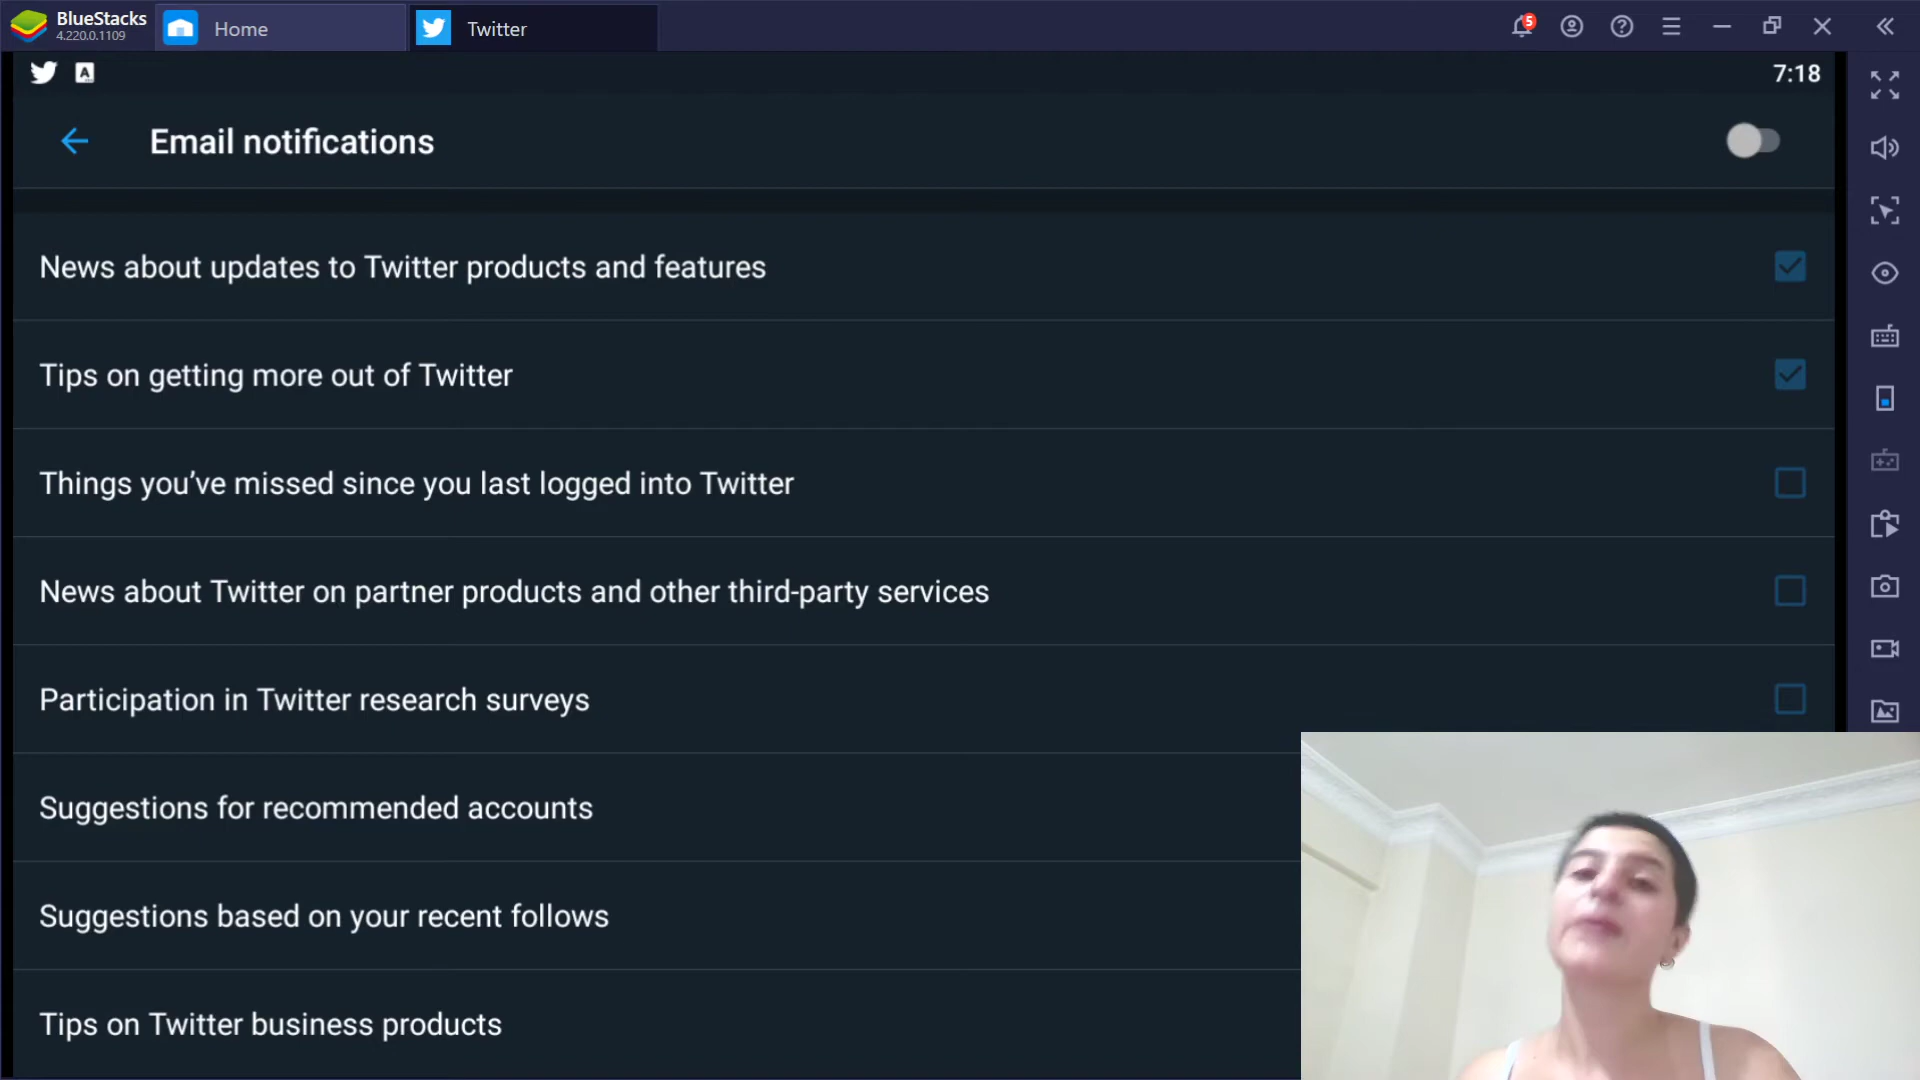 BlueStacks
4.220.0.1109
Home
Twitter
5
A
7:18
Email notifications
News about updates to Twitter products and features
Tips on getting more out of Twitter
Things you’ve missed since you last logged into Twitter
News about Twitter on partner products and other third-party services
Participation in Twitter research surveys
Suggestions for recommended accounts
Suggestions based on your recent follows
Tips on Twitter business products